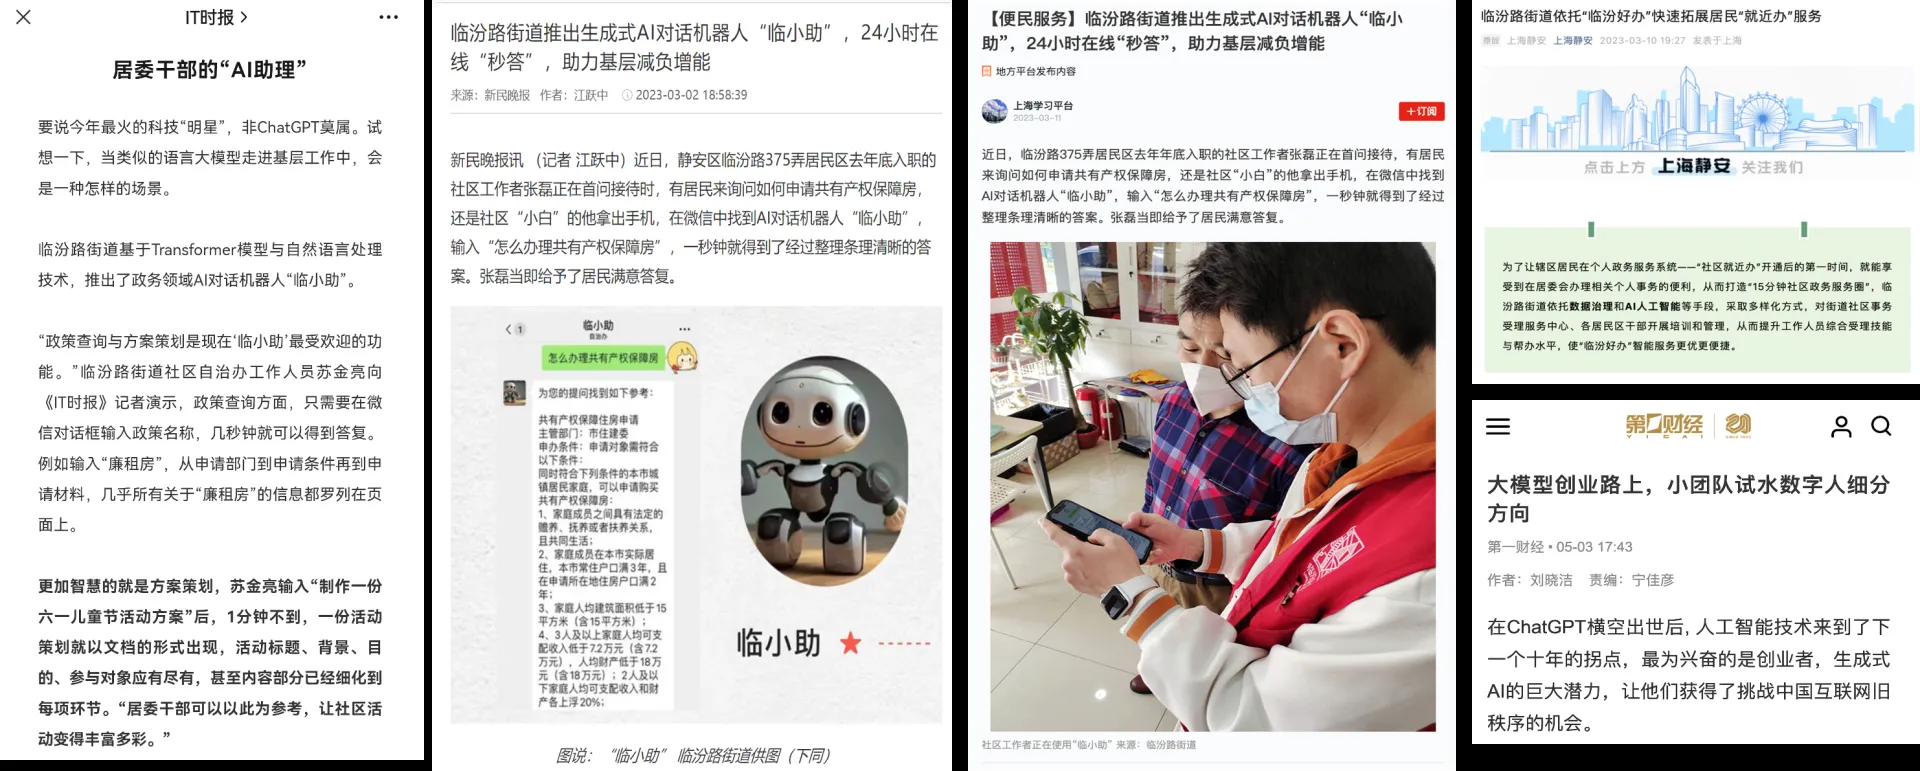 IT时报
居委干部的“AI助理”
要说今年最火的科技“明星”，非ChatGPT莫属。试
想一下，当类似的语言大模型走进基层工作中，会
是一种怎样的场景。
临汾路街道基于Transformer模型与自然语言处理
技术，推出了政务领域AI对话机器人“临小助”。
“政策查询与方案策划是现在‘临小助’最受欢迎的功
能。”临汾路街道社区自治办工作人员苏金亮向
《IT时报》记者演示，政策查询方面，只需要在微
信对话框输入政策名称，几秒钟就可以得到答复。
例如输入“廉租房”，从申请部门到申请条件再到申
请材料，几乎所有关于“廉租房”的信息都罗列在页
面上。
更加智慧的就是方案策划，苏金亮输入“制作一份
六一儿童节活动方案”后，1分钟不到，一份活动
策划就以文档的形式出现，活动标题、背景、目
的、参与对象应有尽有，甚至内容部分已经细化到
每项环节。“居委干部可以以此为参考，让社区活
动变得丰富多彩。”
临汾路街道推出生成式AI对话机器人“临小助”，24小时在
线“秒答”，助力基层减负增能
来源：新民晚报 作者：江跃中 2023-03-02 18:58:39
新民晚报讯 （记者 江跃中）近日，静安区临汾路375弄居民区去年底入职的
社区工作者张磊正在首问接待时，有居民来询问如何申请共有产权保障房，
还是社区“小白”的他拿出手机，在微信中找到AI对话机器人“临小助”，
输入“怎么办理共有产权保障房”，一秒钟就得到了经过整理条理清晰的答
案。张磊当即给予了居民满意答复。
1
临小助
自治办
怎么办理共有产权保障房
为您的提问找到如下参考：
共有产权保障住房申请
主管部门：市住建委
申办条件：申请对象需符合
以下条件：
同时符合下列条件的本市城
镇居民家庭，可以申请购买
共有产权保障房：
1、家庭成员之间具有法定的
赡养、抚养或者扶养关系，
且共同生活；
2、家庭成员在本市实际居
住，本市常住户口满3年，且
在申请所在地住房户口满2
年；
3、家庭人均建筑面积低于15
平方米（含15平方米）；
4、3人及以上家庭人均可支
配收入低于7.2万元（含7.2
万元），人均财产低于18万
元（含18万元）；2人及以
下家庭人均可支配收入和财
产各上浮20%；
临小助
图说：“临小助” 临汾路街道供图（下同）
【便民服务】临汾路街道推出生成式AI对话机器人“临小
助”，24小时在线“秒答”，助力基层减负增能
地方平台发布内容
上海学习平台
2023-03-11
＋订阅
近日，临汾路375弄居民区去年年底入职的社区工作者张磊正在首问接待，有居民
来询问如何申请共有产权保障房，还是社区“小白”的他拿出手机，在微信中找到
AI对话机器人“临小助”，输入“怎么办理共有产权保障房”，一秒钟就得到了经过
整理条理清晰的答案。张磊当即给予了居民满意答复。
社区工作者正在使用“临小助” 来源：临汾路街道
临汾路街道依托“临汾好办”快速拓展居民“就近办”服务
原创 上海静安 上海静安 2023-03-10 19:27 发表于上海
点击上方 上海静安 关注我们
为了让辖区居民在个人政务服务系统——“社区就近办”开通后的第一时间，就能享
受到在居委会办理相关个人事务的便利，从而打造“15分钟社区政务服务圈”，临
汾路街道依托数据治理和AI人工智能等手段，采取多样化方式，对街道社区事务
受理服务中心、各居民区干部开展培训和管理，从而提升工作人员综合受理技能
与帮办水平，使“临汾好办”智能服务更优更便捷。
第一财经
YICAI
大模型创业路上，小团队试水数字人细分
方向
第一财经 • 05-03 17:43
作者：刘晓洁 责编：宁佳彦
在ChatGPT横空出世后，人工智能技术来到了下
一个十年的拐点，最为兴奋的是创业者，生成式
AI的巨大潜力，让他们获得了挑战中国互联网旧
秩序的机会。